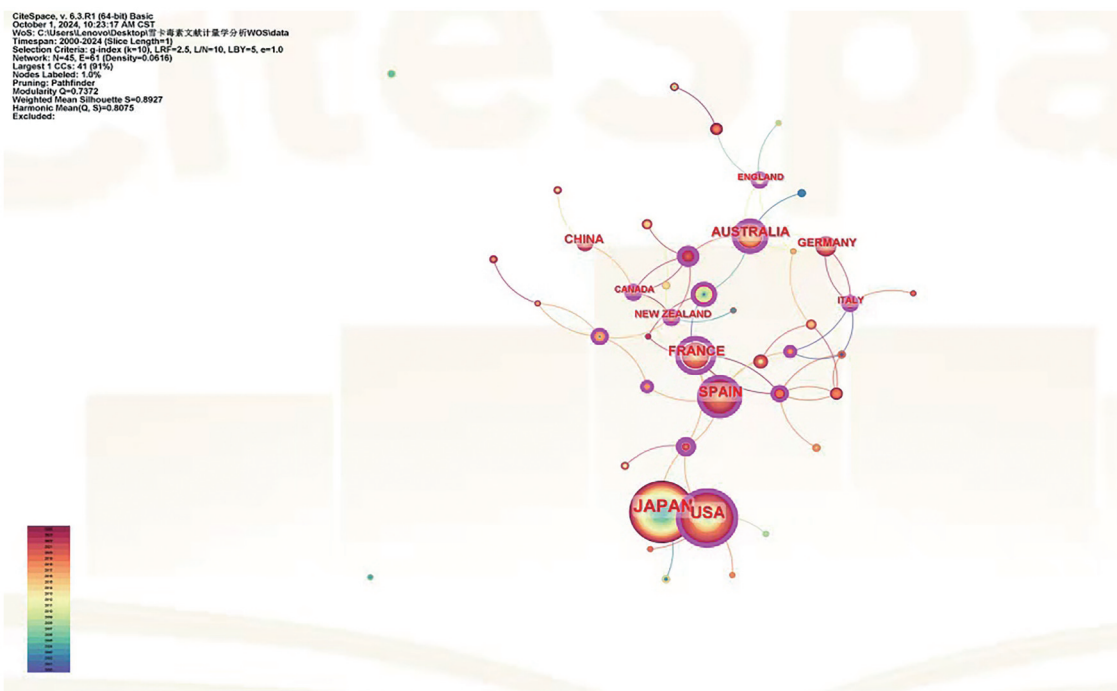 CiteSpace, v. 6.3.R1 (64-bit) Basic
October 1, 2024, 10:23:17 AM CST
WoS: C:\Users\Lenovo\Desktop\雪卡毒素文献计量学分析WOS\data
Timespan: 2000-2024 (Slice Length=1)
Selection Criteria: g-index (k=10), LRF=2.5, L/N=10, LBY=5, e=1.0
Network: N=45, E=61 (Density=0.0616)
Largest 1 CCs: 41 (91%)
Nodes Labeled: 1.0%
Pruning: Pathfinder
Modularity Q=0.7372
Weighted Mean Silhouette S=0.8927
Harmonic Mean(Q, S)=0.8075
Excluded:
ENGLAND
AUSTRALIA
CHINA
GERMANY
CANADA
ITALY
NEW ZEALAND
FRANCE
SPAIN
JAPAN
USA